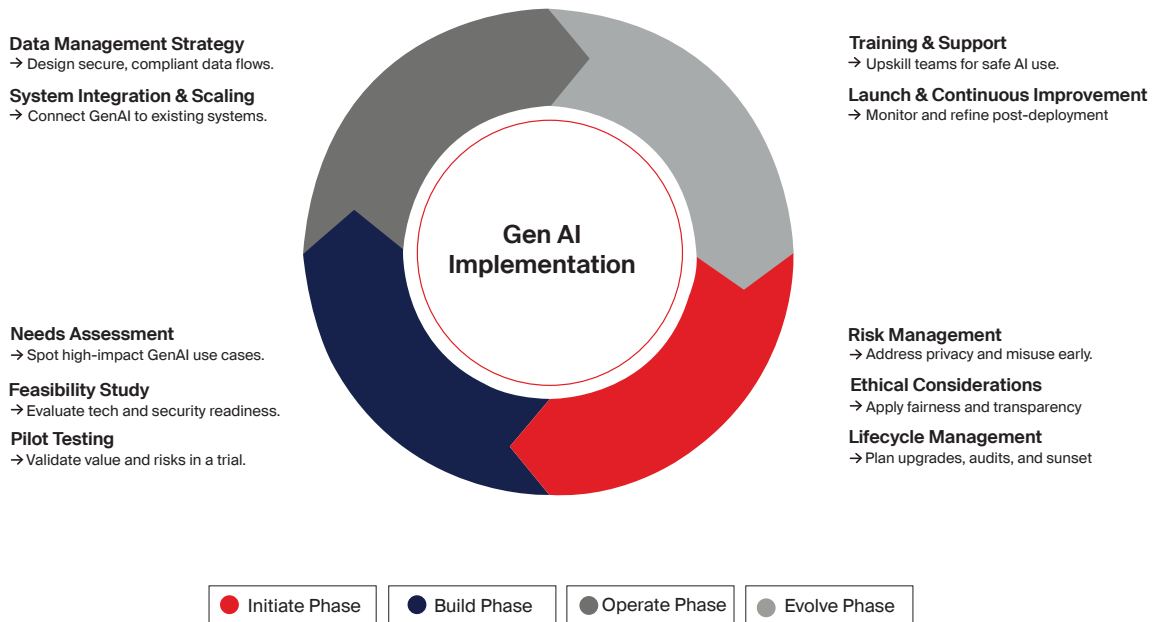 Data Management Strategy
→ Design secure, compliant data flows.
System Integration & Scaling
→ Connect GenAI to existing systems.
Training & Support
→ Upskill teams for safe AI use.
Launch & Continuous Improvement
→ Monitor and refine post-deployment
Gen AI
Implementation
Needs Assessment
→ Spot high-impact GenAI use cases.
Feasibility Study
→ Evaluate tech and security readiness.
Pilot Testing
→ Validate value and risks in a trial.
Risk Management
→ Address privacy and misuse early.
Ethical Considerations
→ Apply fairness and transparency
Lifecycle Management
→ Plan upgrades, audits, and sunset
Initiate Phase
Build Phase
Operate Phase
Evolve Phase